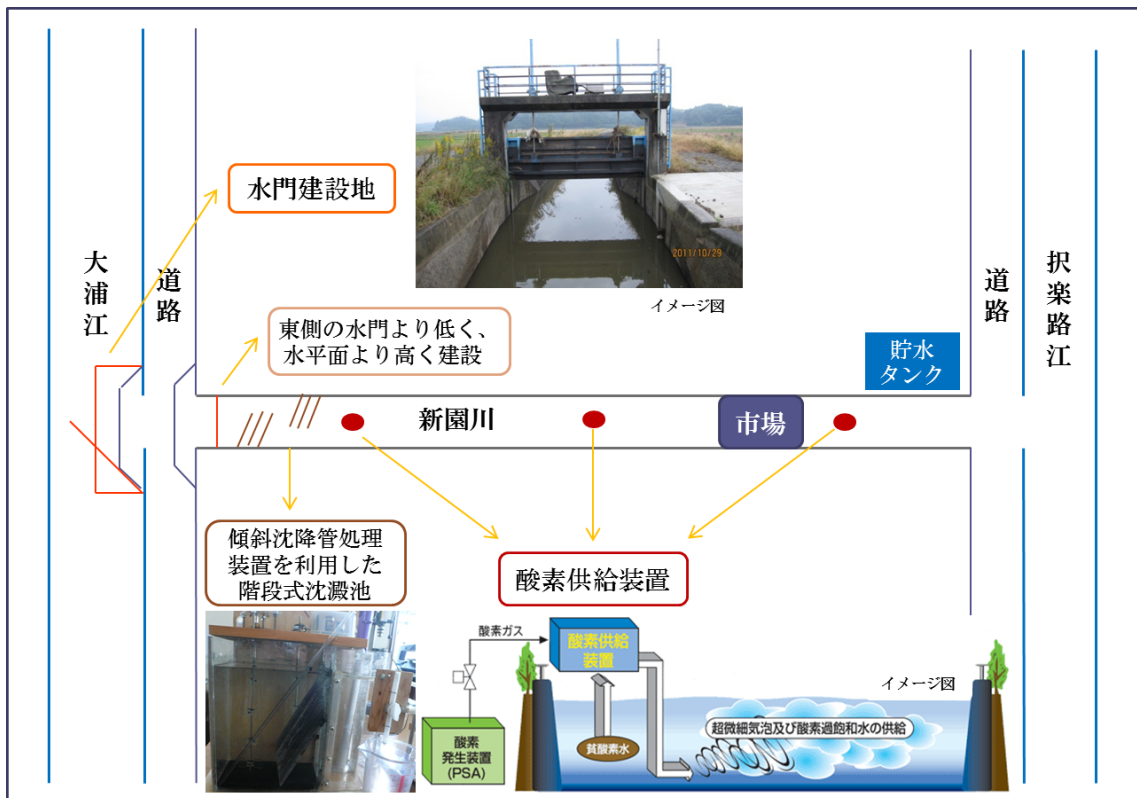 水門建設地
2011/10/29
イメージ図
大浦江
道路
東側の水門より低く、
水平面より高く建設
道路
択楽路江
貯水
タンク
新園川
市場
傾斜沈降管処理
装置を利用した
階段式沈澱池
酸素供給装置
酸素ガス
酸素供給
装置
イメージ図
超微細気泡及び酸素過飽和水の供給
貧酸素水
酸素
発生装置
(PSA)